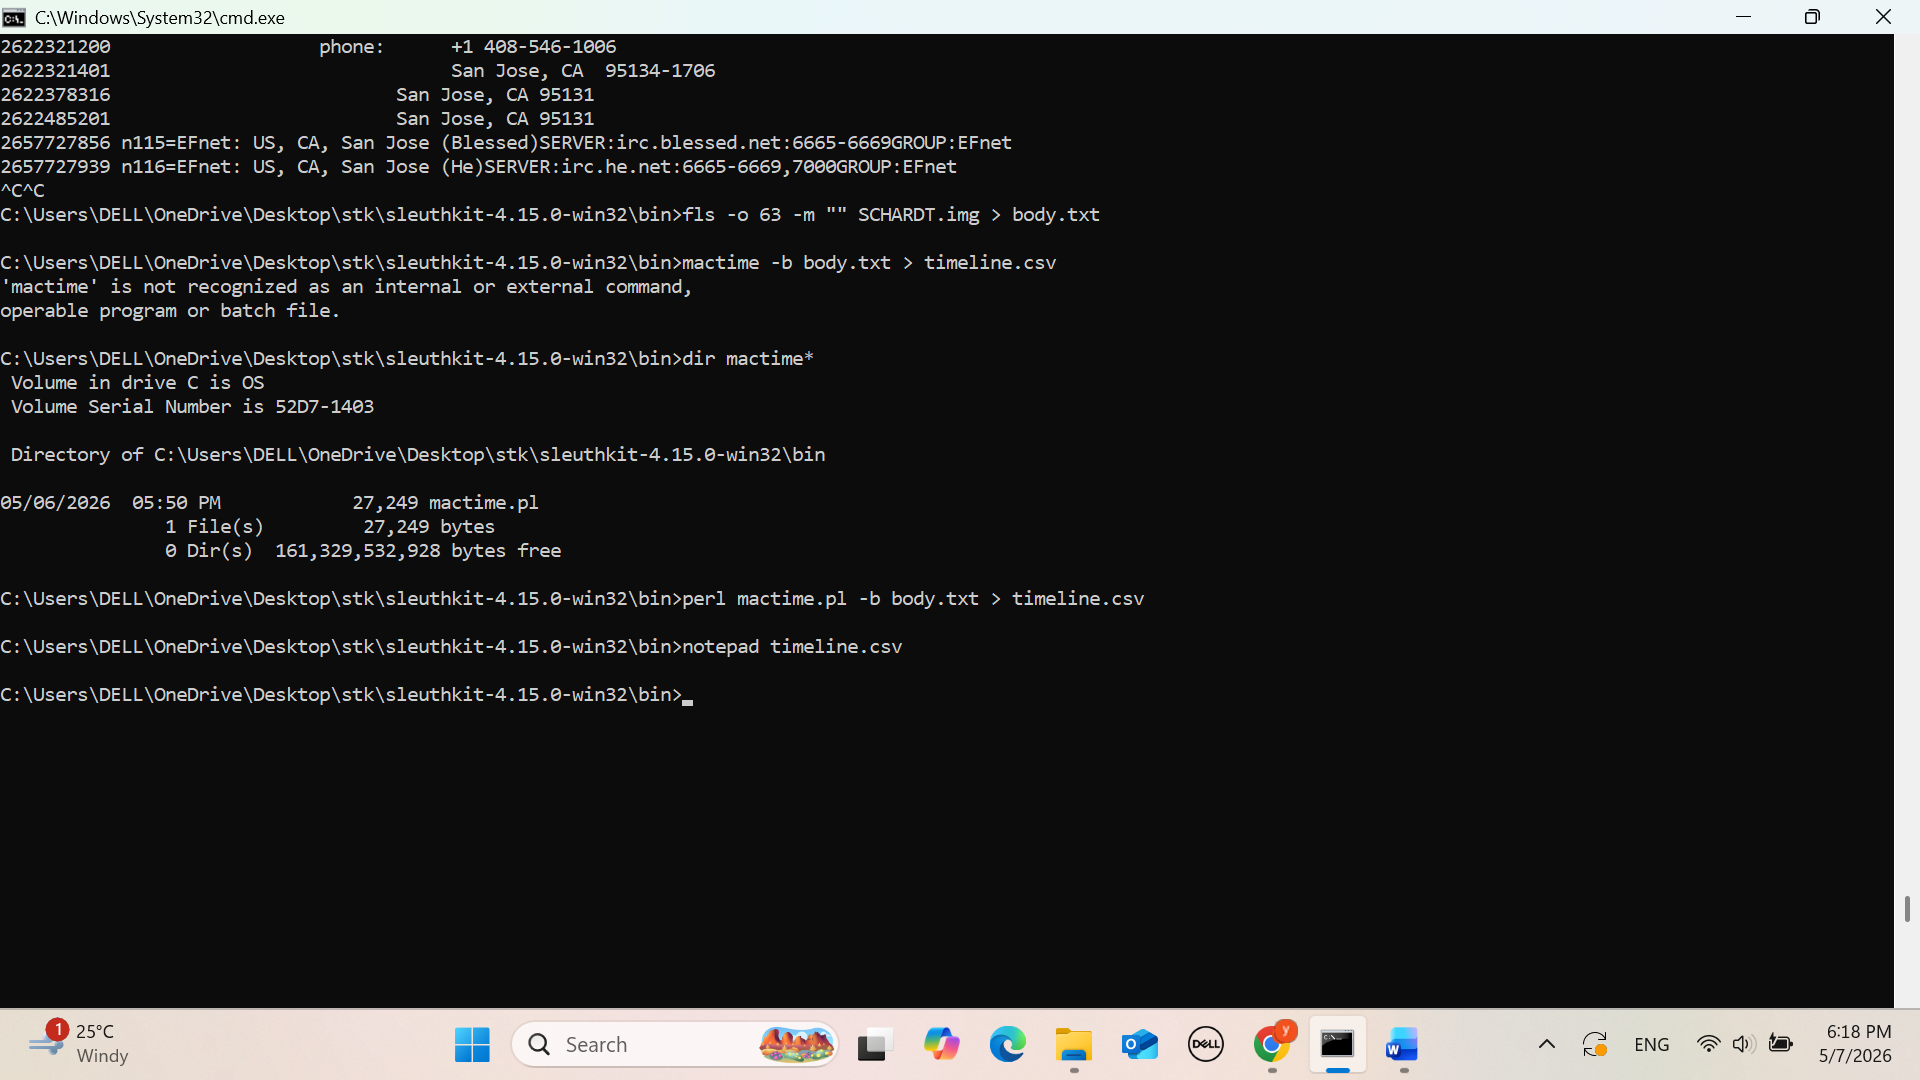 C:\Windows\System32\cmd.exe
2622321200                   phone:      +1 408-546-1006
2622321401                               San Jose, CA  95134-1706
2622378316                          San Jose, CA 95131
2622485201                          San Jose, CA 95131
2657727856 n115=EFnet: US, CA, San Jose (Blessed)SERVER:irc.blessed.net:6665-6669GROUP:EFnet
2657727939 n116=EFnet: US, CA, San Jose (He)SERVER:irc.he.net:6665-6669,7000GROUP:EFnet
^C^C
C:\Users\DELL\OneDrive\Desktop\stk\sleuthkit-4.15.0-win32\bin>fls -o 63 -m "" SCHARDT.img > body.txt
C:\Users\DELL\OneDrive\Desktop\stk\sleuthkit-4.15.0-win32\bin>mactime -b body.txt > timeline.csv
'mactime' is not recognized as an internal or external command,
operable program or batch file.
C:\Users\DELL\OneDrive\Desktop\stk\sleuthkit-4.15.0-win32\bin>dir mactime*
 Volume in drive C is OS
 Volume Serial Number is 52D7-1403
 Directory of C:\Users\DELL\OneDrive\Desktop\stk\sleuthkit-4.15.0-win32\bin
05/06/2026  05:50 PM            27,249 mactime.pl
               1 File(s)         27,249 bytes
               0 Dir(s)  161,329,532,928 bytes free
C:\Users\DELL\OneDrive\Desktop\stk\sleuthkit-4.15.0-win32\bin>perl mactime.pl -b body.txt > timeline.csv
C:\Users\DELL\OneDrive\Desktop\stk\sleuthkit-4.15.0-win32\bin>notepad timeline.csv
C:\Users\DELL\OneDrive\Desktop\stk\sleuthkit-4.15.0-win32\bin>
1
25°C
Windy
Search
DELL
y
ENG
6:18 PM
5/7/2026